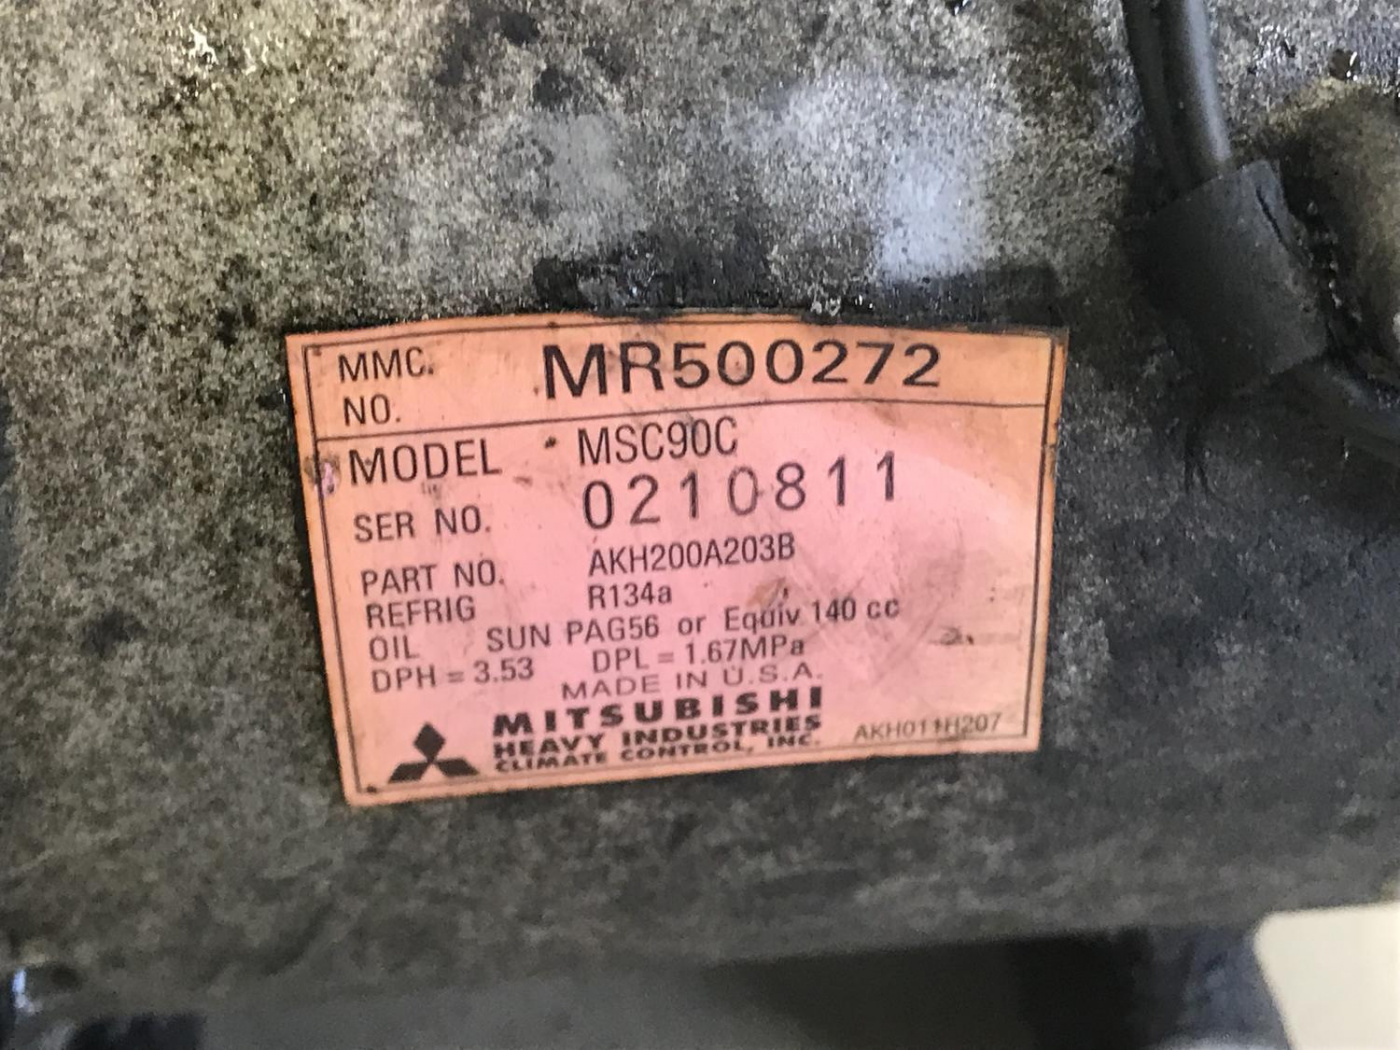 MMC. NO. MR500272
MODEL MSC90C
SER NO. 0210811
PART NO. AKH200A203B
REFRIG R134a
OIL SUN PAG56 or Equiv 140 cc
DPH = 3.53 DPL = 1.67MPa
MADE IN U.S.A.
MITSUBISHI
HEAVY INDUSTRIES
CLIMATE CONTROL, INC.
AKH011H207